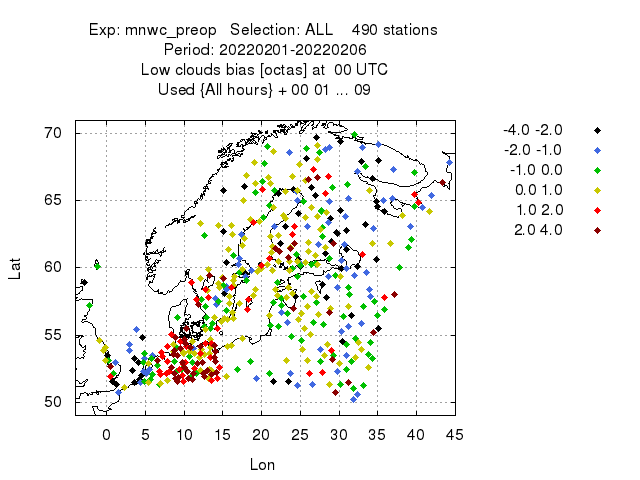 Exp: mnwc_preop Selection: ALL 490 stations
Period: 20220201-20220206
Low clouds bias [octas] at 00 UTC
Used {All hours} + 00 01 ... 09
70
65
60
55
50
Lat
0 5 10 15 20 25 30 35 40 45
Lon
-4.0 -2.0
-2.0 -1.0
-1.0 0.0
0.0 1.0
1.0 2.0
2.0 4.0